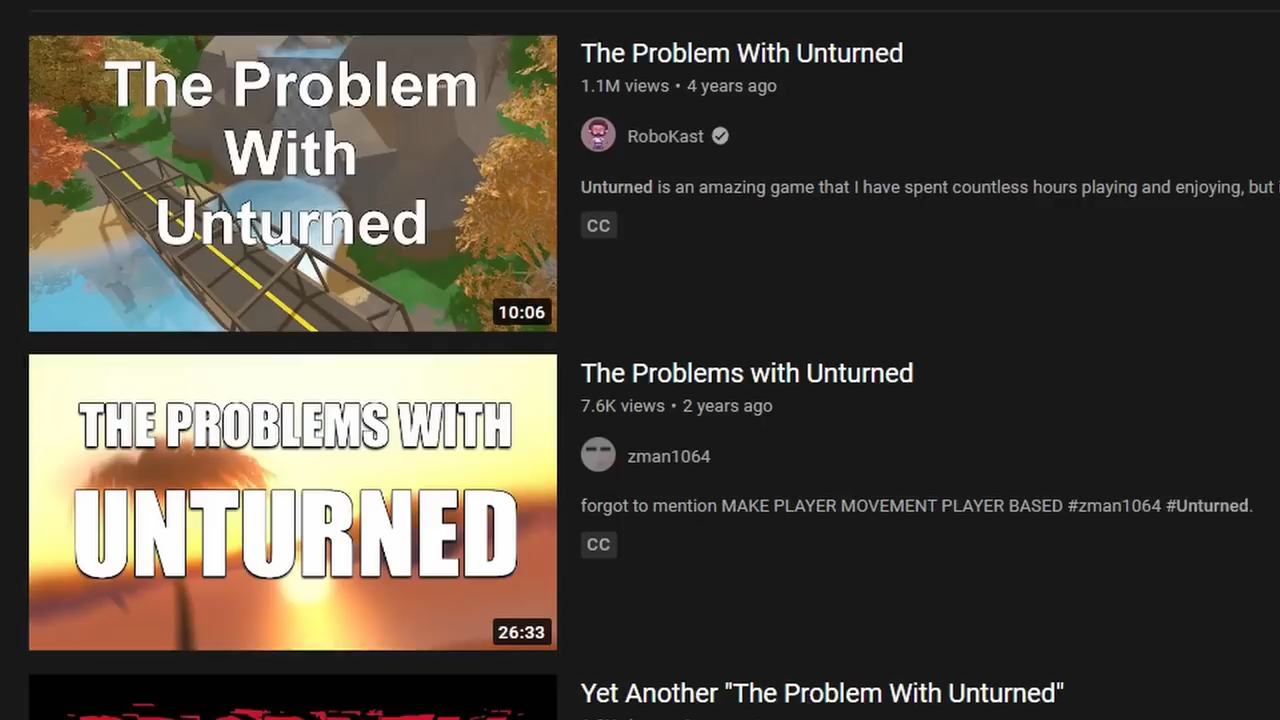 The Problem
With
Unturned
10:06
The Problem With Unturned
1.1M views • 4 years ago
RoboKast
Unturned is an amazing game that I have spent countless hours playing and enjoying, but
CC
THE PROBLEMS WITH
UNTURNED
26:33
The Problems with Unturned
7.6K views • 2 years ago
zman1064
forgot to mention MAKE PLAYER MOVEMENT PLAYER BASED #zman1064 #Unturned.
CC
Yet Another "The Problem With Unturned"